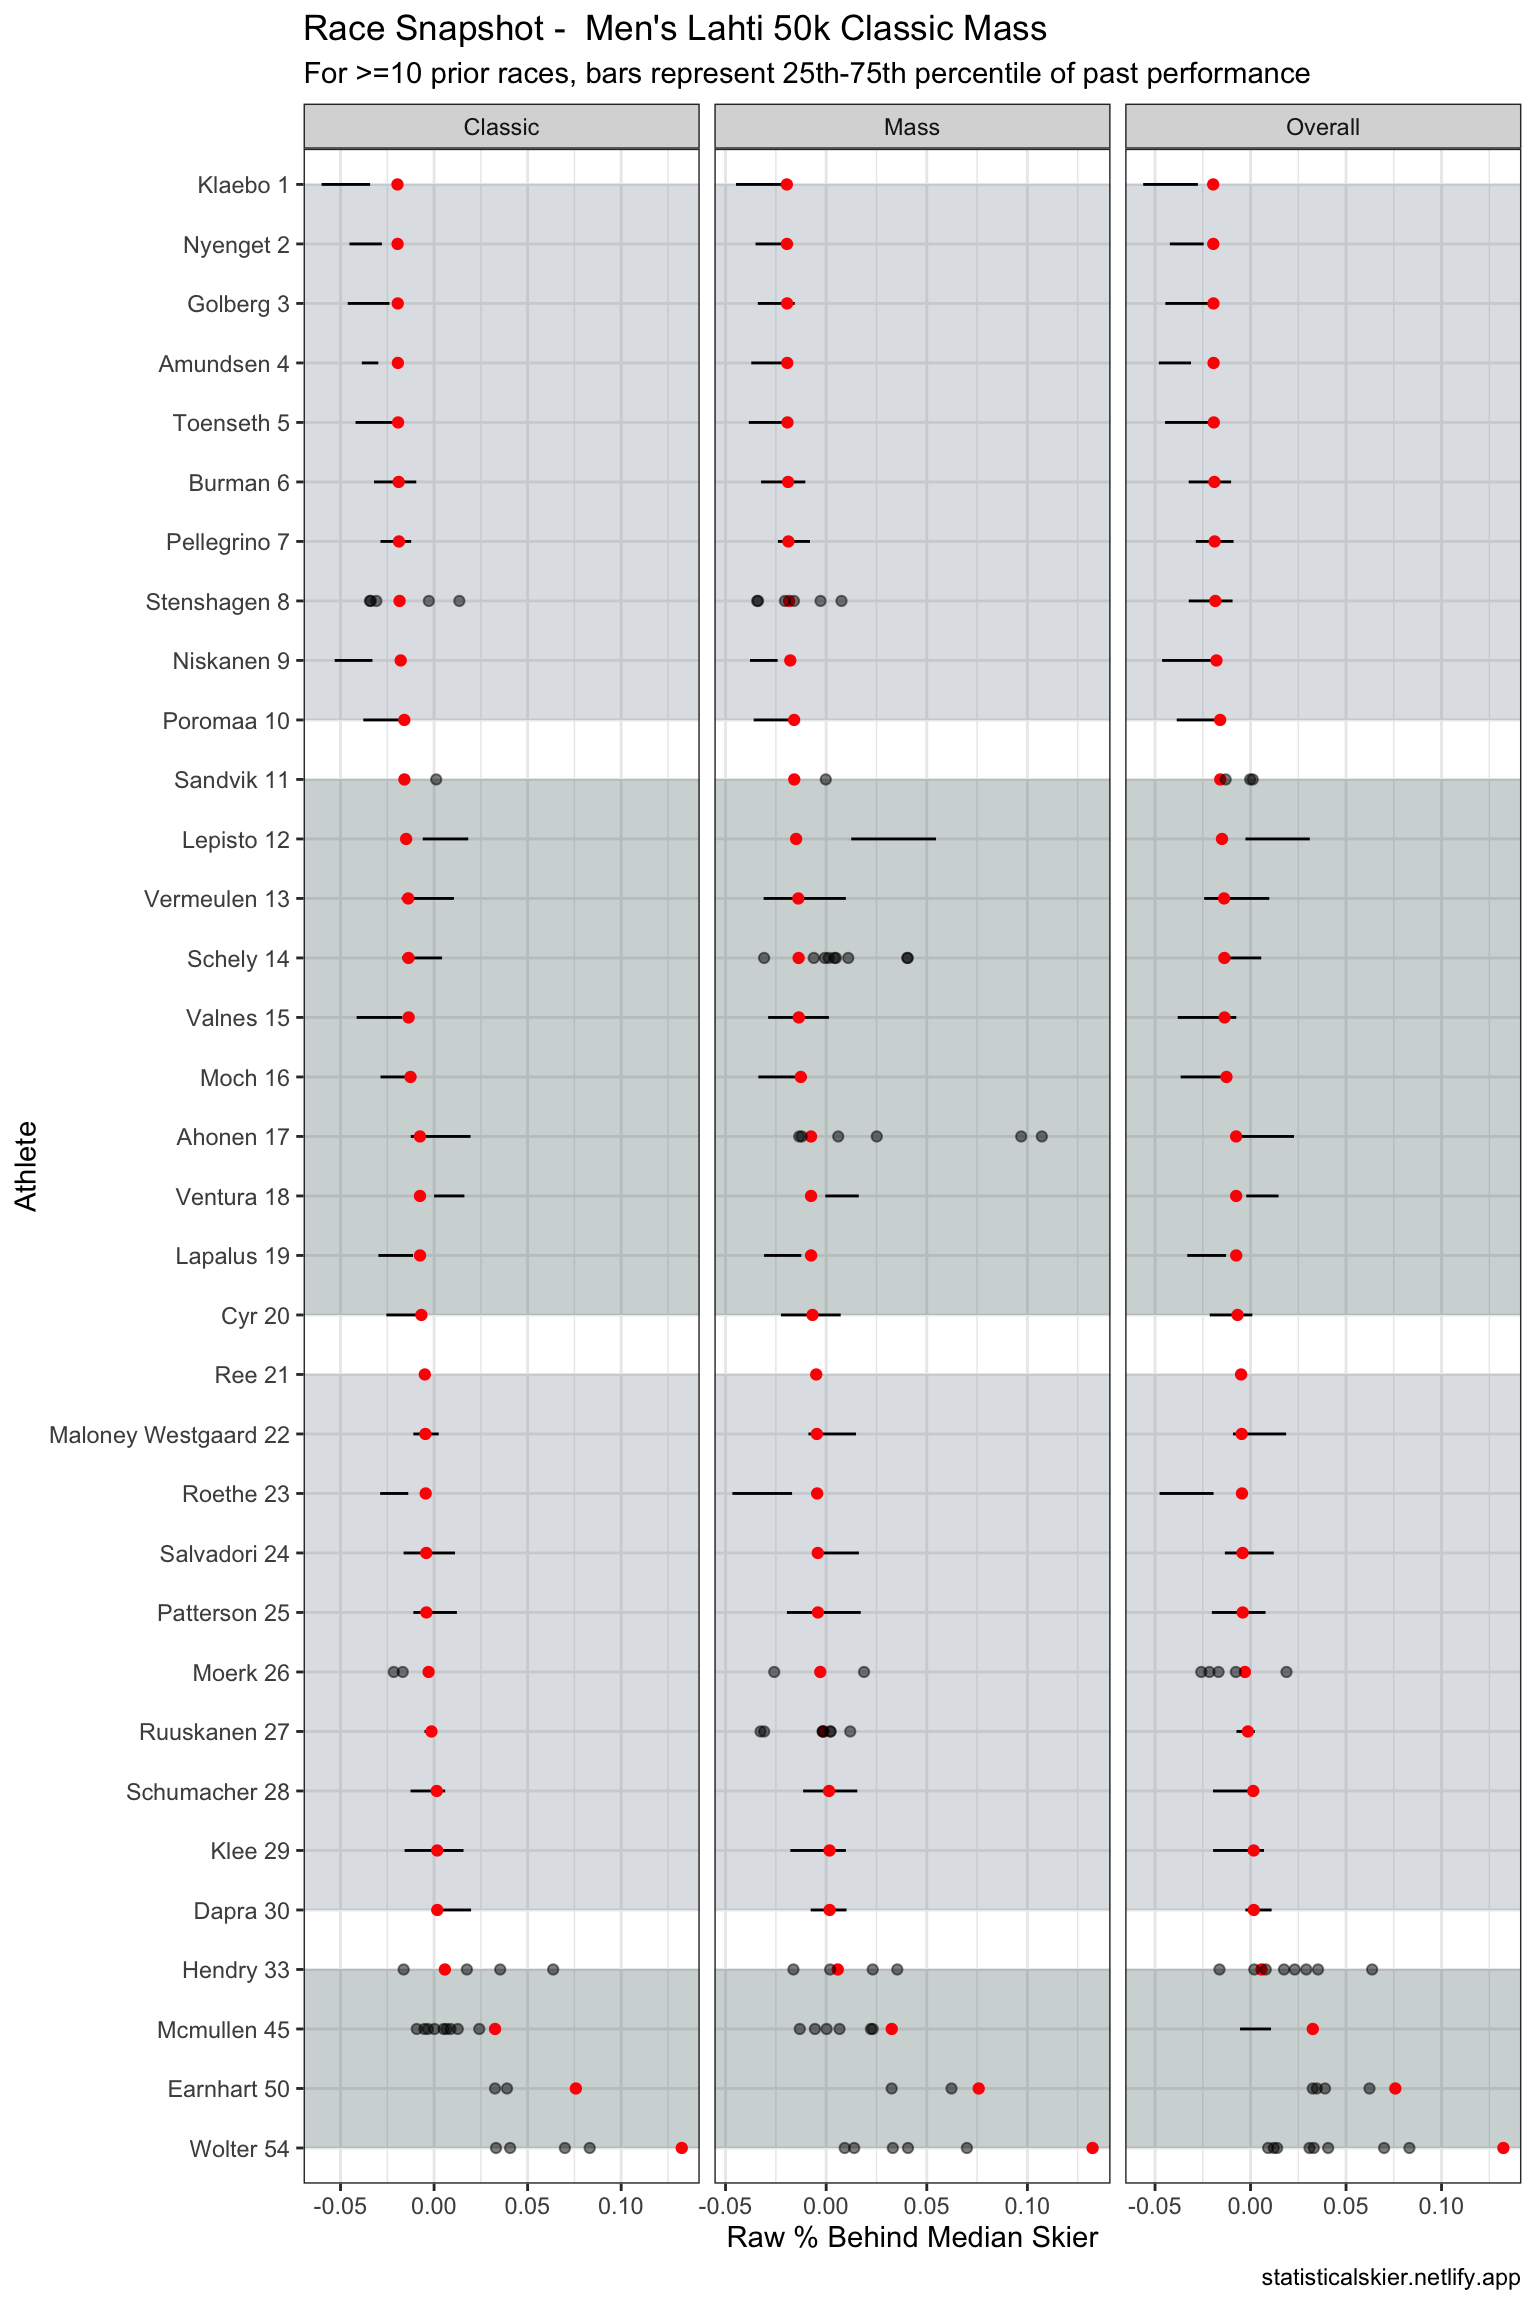 Race Snapshot -  Men's Lahti 50k Classic Mass
For >=10 prior races, bars represent 25th-75th percentile of past performance
Classic
Mass
Overall
Klaebo 1
Nyenget 2
Golberg 3
Amundsen 4
Toenseth 5
Burman 6
Pellegrino 7
Stenshagen 8
Niskanen 9
Poromaa 10
Sandvik 11
Lepisto 12
Vermeulen 13
Schely 14
Valnes 15
Moch 16
Ahonen 17
Ventura 18
Lapalus 19
Cyr 20
Ree 21
Maloney Westgaard 22
Roethe 23
Salvadori 24
Patterson 25
Moerk 26
Ruuskanen 27
Schumacher 28
Klee 29
Dapra 30
Hendry 33
Mcmullen 45
Earnhart 50
Wolter 54
Athlete
-0.05 0.00 0.05 0.10
-0.05 0.00 0.05 0.10
-0.05 0.00 0.05 0.10
Raw % Behind Median Skier
statisticalskier.netlify.app